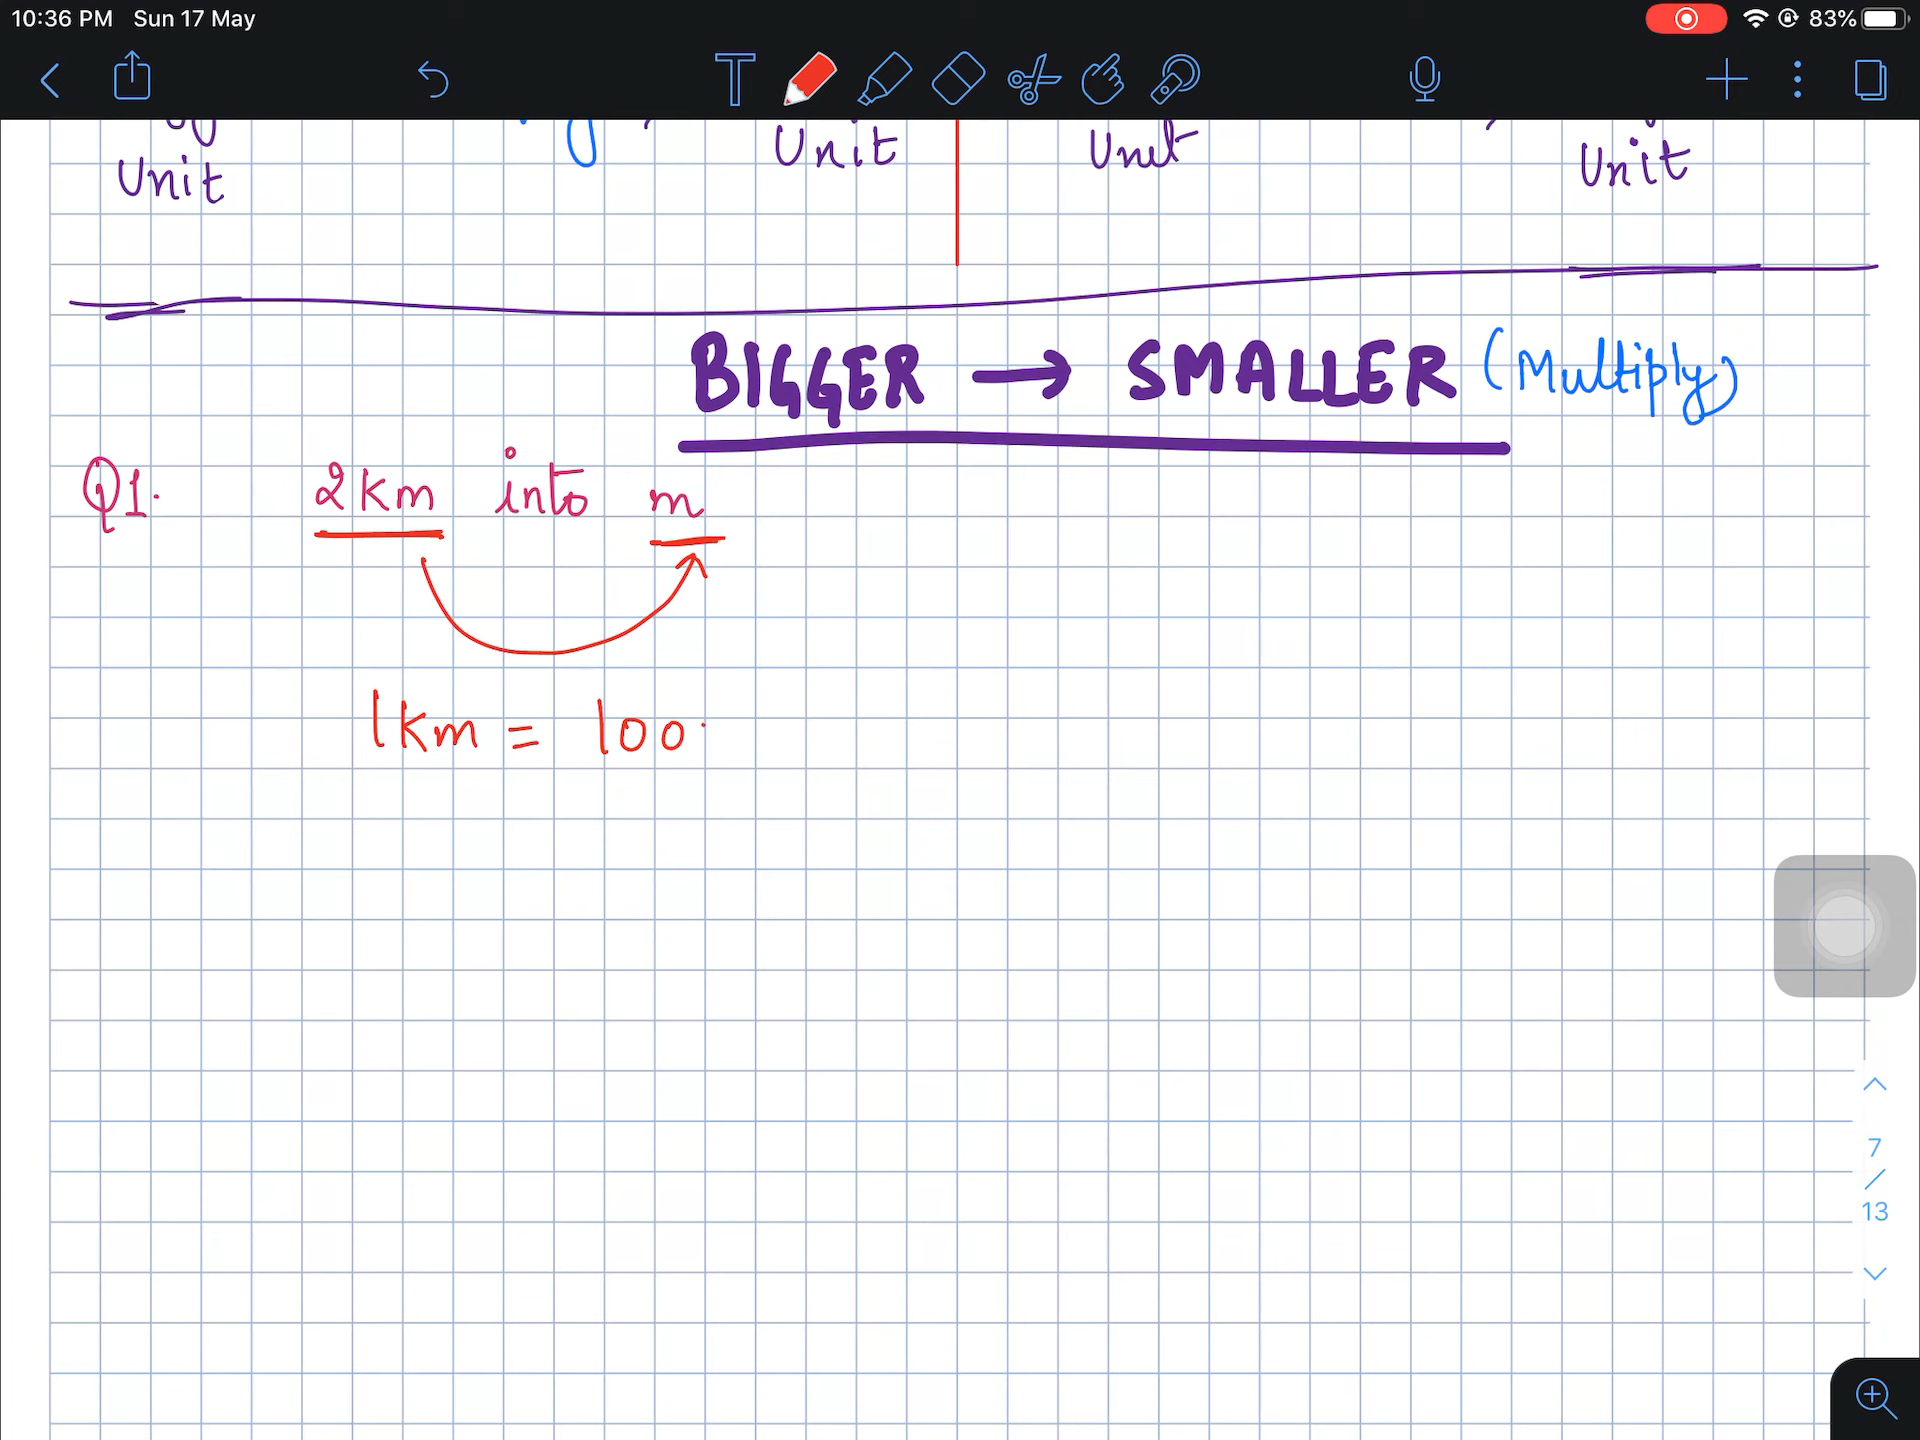 10:36 PM Sun 17 May 83%
Unit Unit Unit Unit
BIGGER → SMALLER (Multiply)
Q1. 2km into m
1km = 100
7
/
13